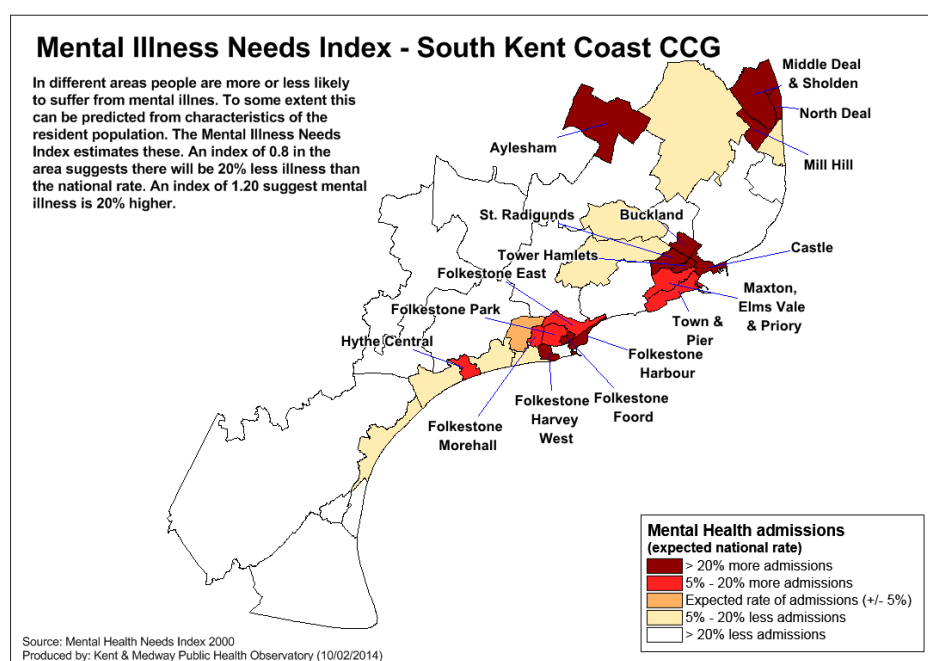 Mental Illness Needs Index - South Kent Coast CCG
In different areas people are more or less likely
to suffer from mental illnes. To some extent this
can be predicted from characteristics of the
resident population. The Mental Illness Needs
Index estimates these. An index of 0.8 in the
area suggests there will be 20% less illness than
the national rate. An index of 1.20 suggest mental
illness is 20% higher.
Middle Deal
& Sholden
North Deal
Aylesham
Mill Hill
St. Radigunds
Buckland
Tower Hamlets
Castle
Folkestone East
Maxton,
Elms Vale
& Priory
Folkestone Park
Town &
Pier
Hythe Central
Folkestone
Harbour
Folkestone
Foord
Folkestone
Harvey
West
Folkestone
Morehall
Mental Health admissions
(expected national rate)
> 20% more admissions
5% - 20% more admissions
Expected rate of admissions (+/- 5%)
5% - 20% less admissions
> 20% less admissions
Source: Mental Health Needs Index 2000
Produced by: Kent & Medway Public Health Observatory (10/02/2014)